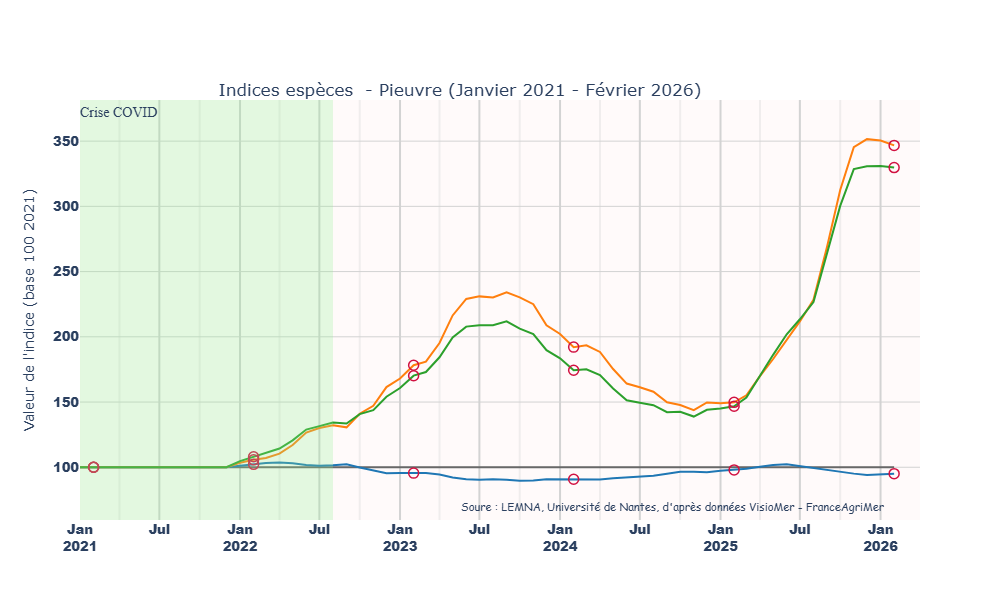 Indices espèces - Pieuvre (Janvier 2021 - Février 2026)
Crise COVID
Valeur de l'indice (base 100 2021)
350
300
250
200
150
100
Soure : LEMNA, Université de Nantes, d'après données VisioMer - FranceAgriMer
Jan Jul Jan Jul Jan Jul Jan Jul Jan Jul Jan
2021 2022 2023 2024 2025 2026